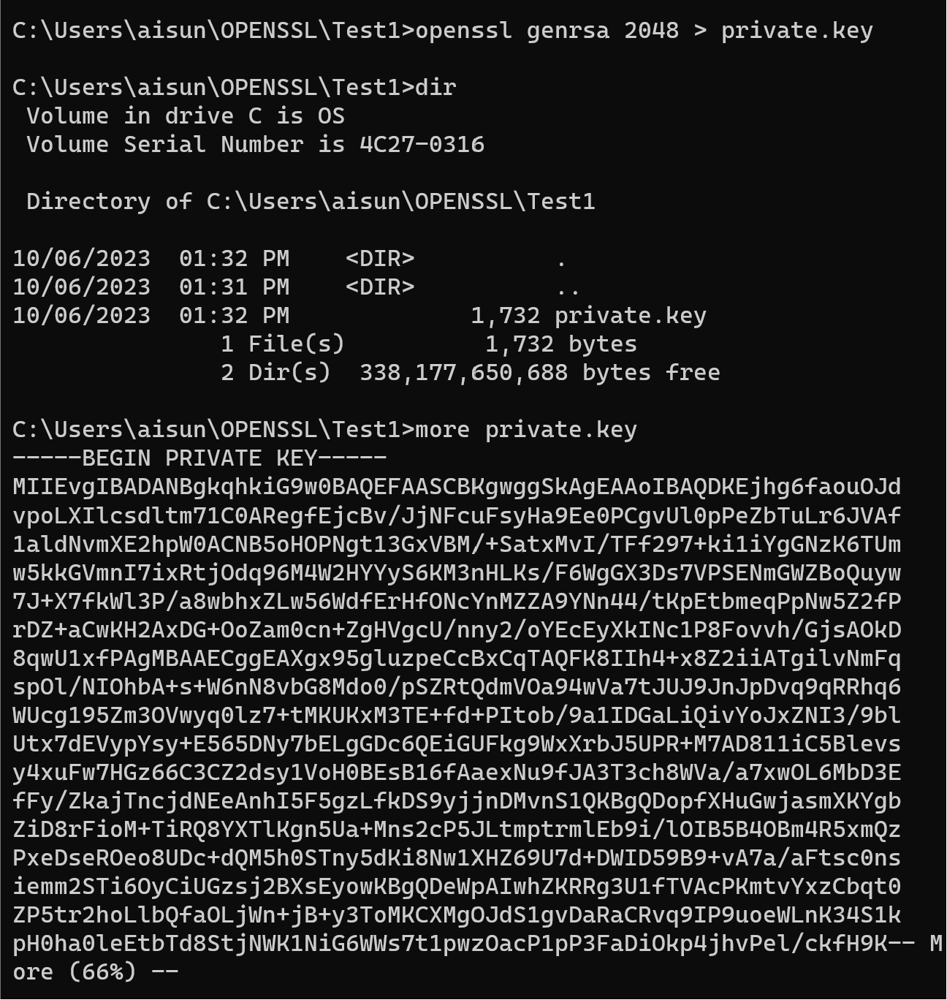 C:\Users\aisun\OPENSSL\Test1>openssl genrsa 2048 > private.key
C:\Users\aisun\OPENSSL\Test1>dir
 Volume in drive C is OS
 Volume Serial Number is 4C27-0316
 Directory of C:\Users\aisun\OPENSSL\Test1
10/06/2023  01:32 PM    <DIR>          .
10/06/2023  01:31 PM    <DIR>          ..
10/06/2023  01:32 PM             1,732 private.key
               1 File(s)          1,732 bytes
               2 Dir(s)  338,177,650,688 bytes free
C:\Users\aisun\OPENSSL\Test1>more private.key
-----BEGIN PRIVATE KEY-----
MIIEvgIBADANBgkqhkiG9w0BAQEFAASCBKgwggSkAgEAAoIBAQDKEjhg6faouOJd
vpoLXIlcsdltm71C0ARegfEjcBv/JjNFcuFsyHa9Ee0PCgvUl0pPeZbTuLr6JVAf
1aldNvmXE2hpW0ACNB5oHOPNgt13GxVBM/+SatxMvI/TFf297+ki1iYgGNzK6TUm
w5kkGVmnI7ixRtjOdq96M4W2HYYyS6KM3nHLKs/F6WgGX3Ds7VPSENmGWZBoQuyw
7J+X7fkWl3P/a8wbhxZLw56WdfErHfONcYnMZZA9YNn44/tKpEtbmeqPpNw5Z2fP
rDZ+aCwKH2AxDG+OoZam0cn+ZgHVgcU/nny2/oYEcEyXkINc1P8Fovvh/GjsAOkD
8qwU1xfPAgMBAAECggEAXgx95gluzpeCcBxCqTAQFK8IIh4+x8Z2iiATgilvNmFq
spOl/NIOhbA+s+W6nN8vbG8Mdo0/pSZRtQdmVOa94wVa7tJUJ9JnJpDvq9qRRhq6
WUcg195Zm3OVwyq0lz7+tMKUKxM3TE+fd+PItob/9a1IDGaLiQivYoJxZNI3/9bl
Utx7dEVypYsy+E565DNy7bELgGDc6QEiGUFkg9WxXrbJ5UPR+M7AD811iC5Blevs
y4xuFw7HGz66C3CZ2dsy1VoH0BEsB16fAaexNu9fJA3T3ch8WVa/a7xwOL6MbD3E
fFy/ZkajTncjdNEeAnhI5F5gzLfkDS9yjjnDMvnS1QKBgQDopfXHuGwjasmXKYgb
ZiD8rFioM+TiRQ8YXTlKgn5Ua+Mns2cP5JLtmptrmlEb9i/lOIB5B4OBm4R5xmQz
PxeDseROeo8UDc+dQM5h0STny5dKi8Nw1XHZ69U7d+DWID59B9+vA7a/aFtsc0ns
iemm2STi6OyCiUGzsj2BXsEyowKBgQDeWpAIwhZKRRg3U1fTVAcPKmtvYxzCbqt0
ZP5tr2hoLlbQfaOLjWn+jB+y3ToMKCXMgOJdS1gvDaRaCRvq9IP9uoeWLnK34S1k
pH0ha0leEtbTd8StjNWK1NiG6WWs7t1pwzOacP1pP3FaDiOkp4jhvPel/ckfH9K-- M
ore (66%) --